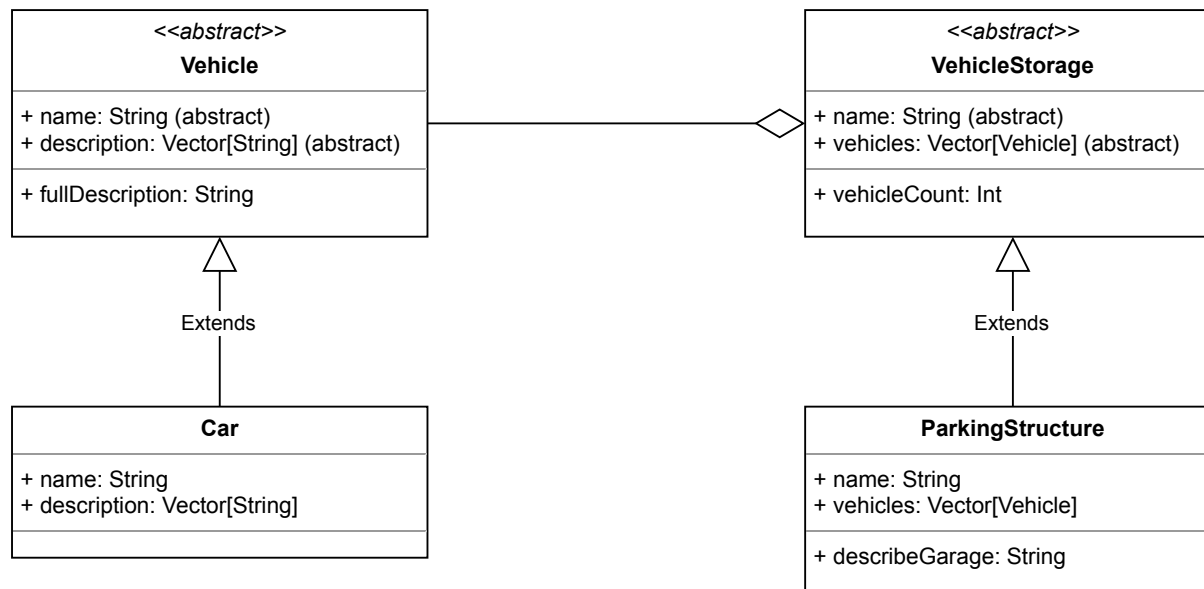 <<abstract>>
Vehicle
+ name: String (abstract)
+ description: Vector[String] (abstract)
+ fullDescription: String
<<abstract>>
VehicleStorage
+ name: String (abstract)
+ vehicles: Vector[Vehicle] (abstract)
+ vehicleCount: Int
Extends
Extends
Car
+ name: String
+ description: Vector[String]
ParkingStructure
+ name: String
+ vehicles: Vector[Vehicle]
+ describeGarage: String